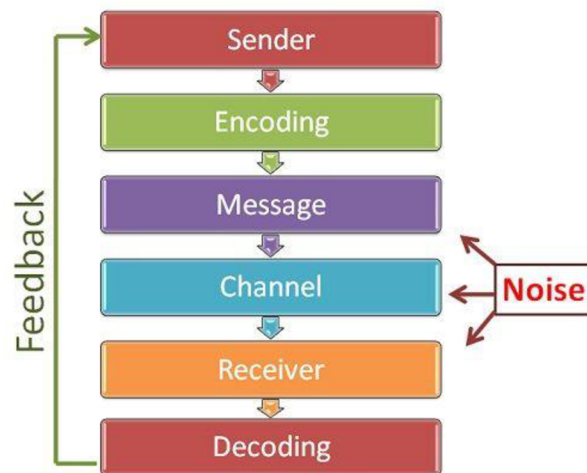 Sender
Encoding
Message
Channel
Receiver
Decoding
Feedback
Noise